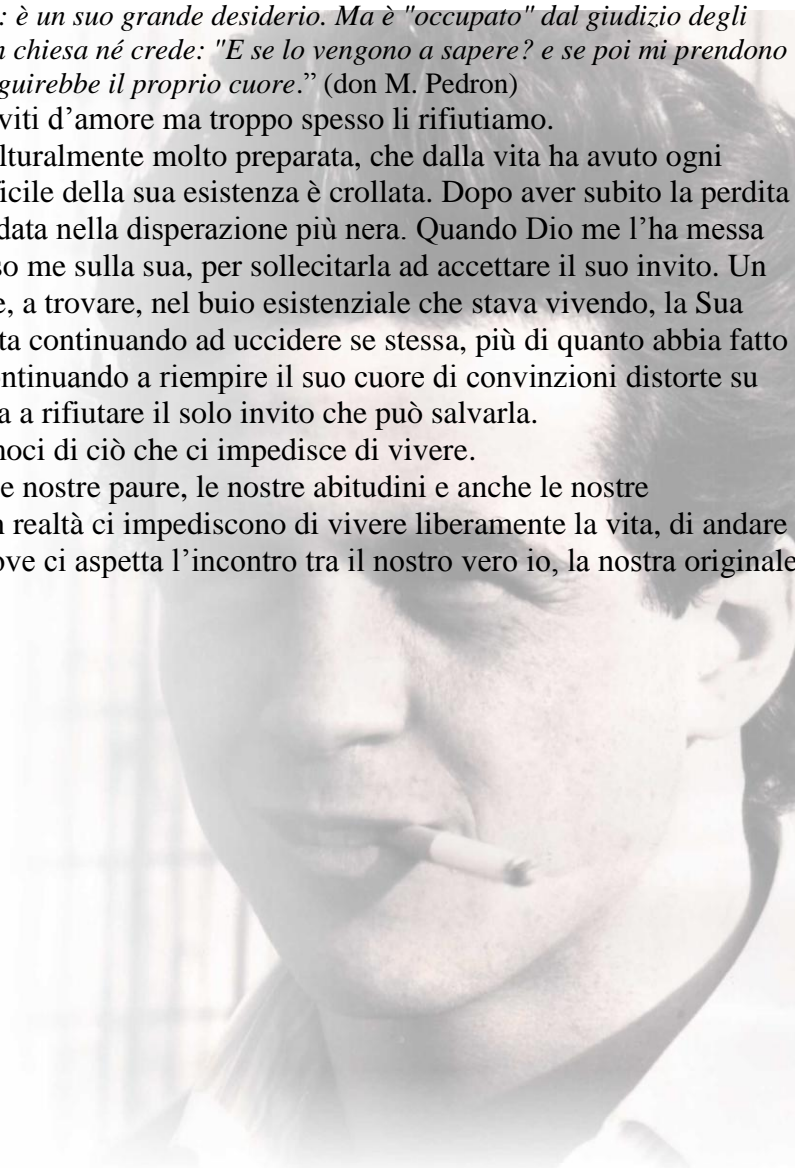 : è un suo grande desiderio. Ma è "occupato" dal giudizio degli
n chiesa né crede: "E se lo vengono a sapere? e se poi mi prendono
guirebbe il proprio cuore.” (don M. Pedron)
viti d’amore ma troppo spesso li rifiutiamo.
lturalmente molto preparata, che dalla vita ha avuto ogni
ficile della sua esistenza è crollata. Dopo aver subito la perdita
data nella disperazione più nera. Quando Dio me l’ha messa
so me sulla sua, per sollecitarla ad accettare il suo invito. Un
e, a trovare, nel buio esistenziale che stava vivendo, la Sua
ta continuando ad uccidere se stessa, più di quanto abbia fatto
ontinuando a riempire il suo cuore di convinzioni distorte su
a a rifiutare il solo invito che può salvarla.
noci di ciò che ci impedisce di vivere.
e nostre paure, le nostre abitudini e anche le nostre
n realtà ci impediscono di vivere liberamente la vita, di andare
ove ci aspetta l’incontro tra il nostro vero io, la nostra originale